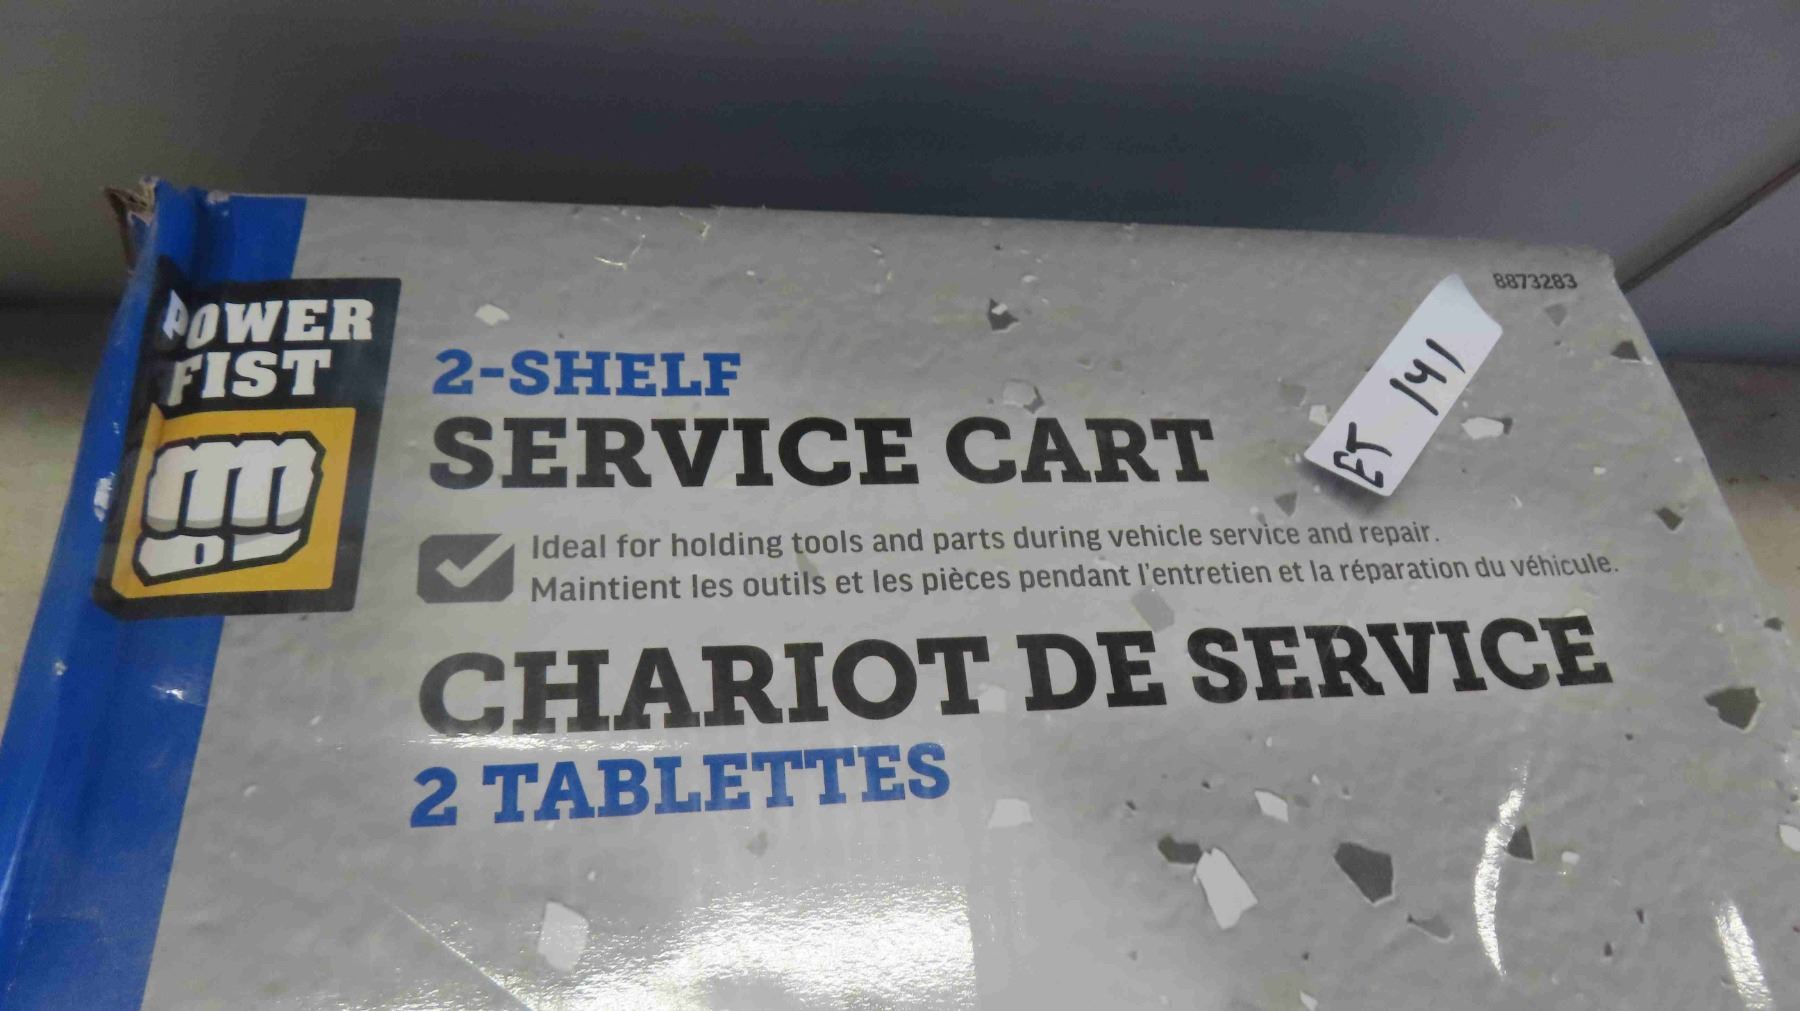 POWER
FIST
8873283
2-SHELF
SERVICE CART
ET 141
Ideal for holding tools and parts during vehicle service and repair.
Maintient les outils et les pièces pendant l'entretien et la réparation du véhicule.
CHARIOT DE SERVICE
2 TABLETTES